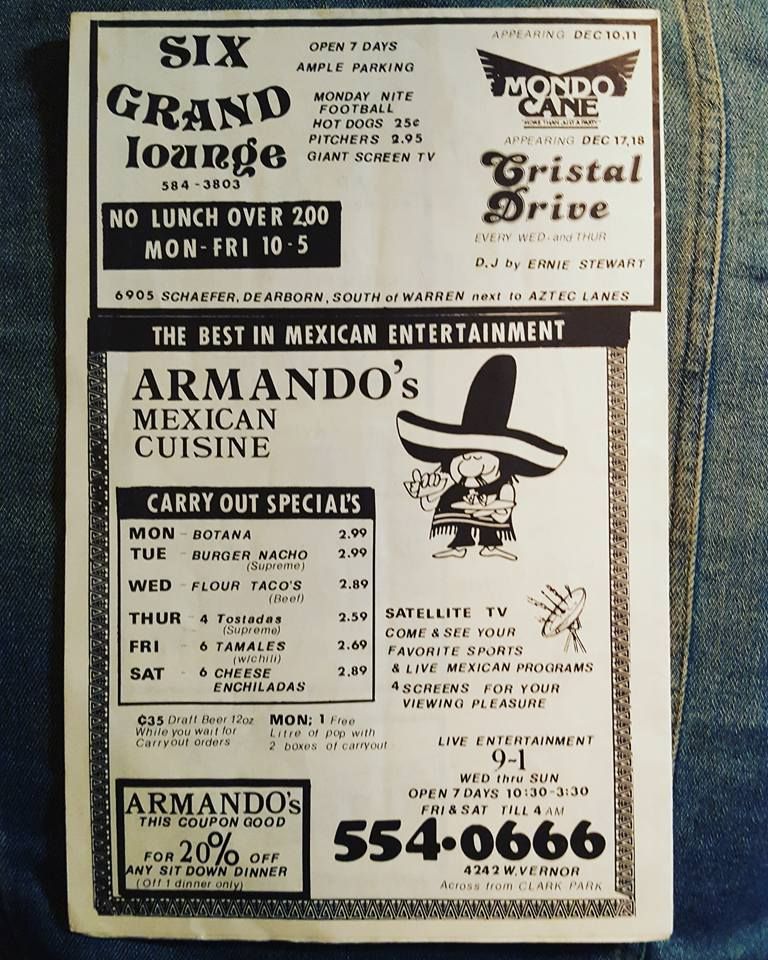 SIX
GRAND
lounge
584-3803
OPEN 7 DAYS
AMPLE PARKING
MONDAY NITE
FOOTBALL
HOT DOGS 25¢
PITCHERS 2.95
GIANT SCREEN TV
NO LUNCH OVER 2.00
MON-FRI 10-5
APPEARING DEC 10,11
MONDO
CANE
"MORE THAN JUST A PARTY"
APPEARING DEC 17,18
Cristal
Drive
EVERY WED. and THUR
D.J by ERNIE STEWART
6905 SCHAEFER, DEARBORN, SOUTH of WARREN next to AZTEC LANES
THE BEST IN MEXICAN ENTERTAINMENT
ARMANDO's
MEXICAN
CUISINE
CARRY OUT SPECIAL'S
MON - BOTANA 2.99
TUE - BURGER NACHO 2.99
(Supreme)
WED - FLOUR TACO'S 2.89
(Beef)
THUR - 4 Tostadas 2.59
(Supreme)
FRI - 6 TAMALES 2.69
(w/chili)
SAT - 6 CHEESE 2.89
ENCHILADAS
¢35 Draft Beer 12oz
While you wait for
Carryout orders
MON; 1 Free
Litre of pop with
2 boxes of carryout
SATELLITE TV
COME & SEE YOUR
FAVORITE SPORTS
& LIVE MEXICAN PROGRAMS
4 SCREENS FOR YOUR
VIEWING PLEASURE
LIVE ENTERTAINMENT
9-1
WED thru SUN
OPEN 7 DAYS 10:30-3:30
FRI & SAT TILL 4 AM
554•0666
4242 W. VERNOR
Across from CLARK PARK
ARMANDO's
THIS COUPON GOOD
FOR 20% OFF
ANY SIT DOWN DINNER
(Off 1 dinner only)